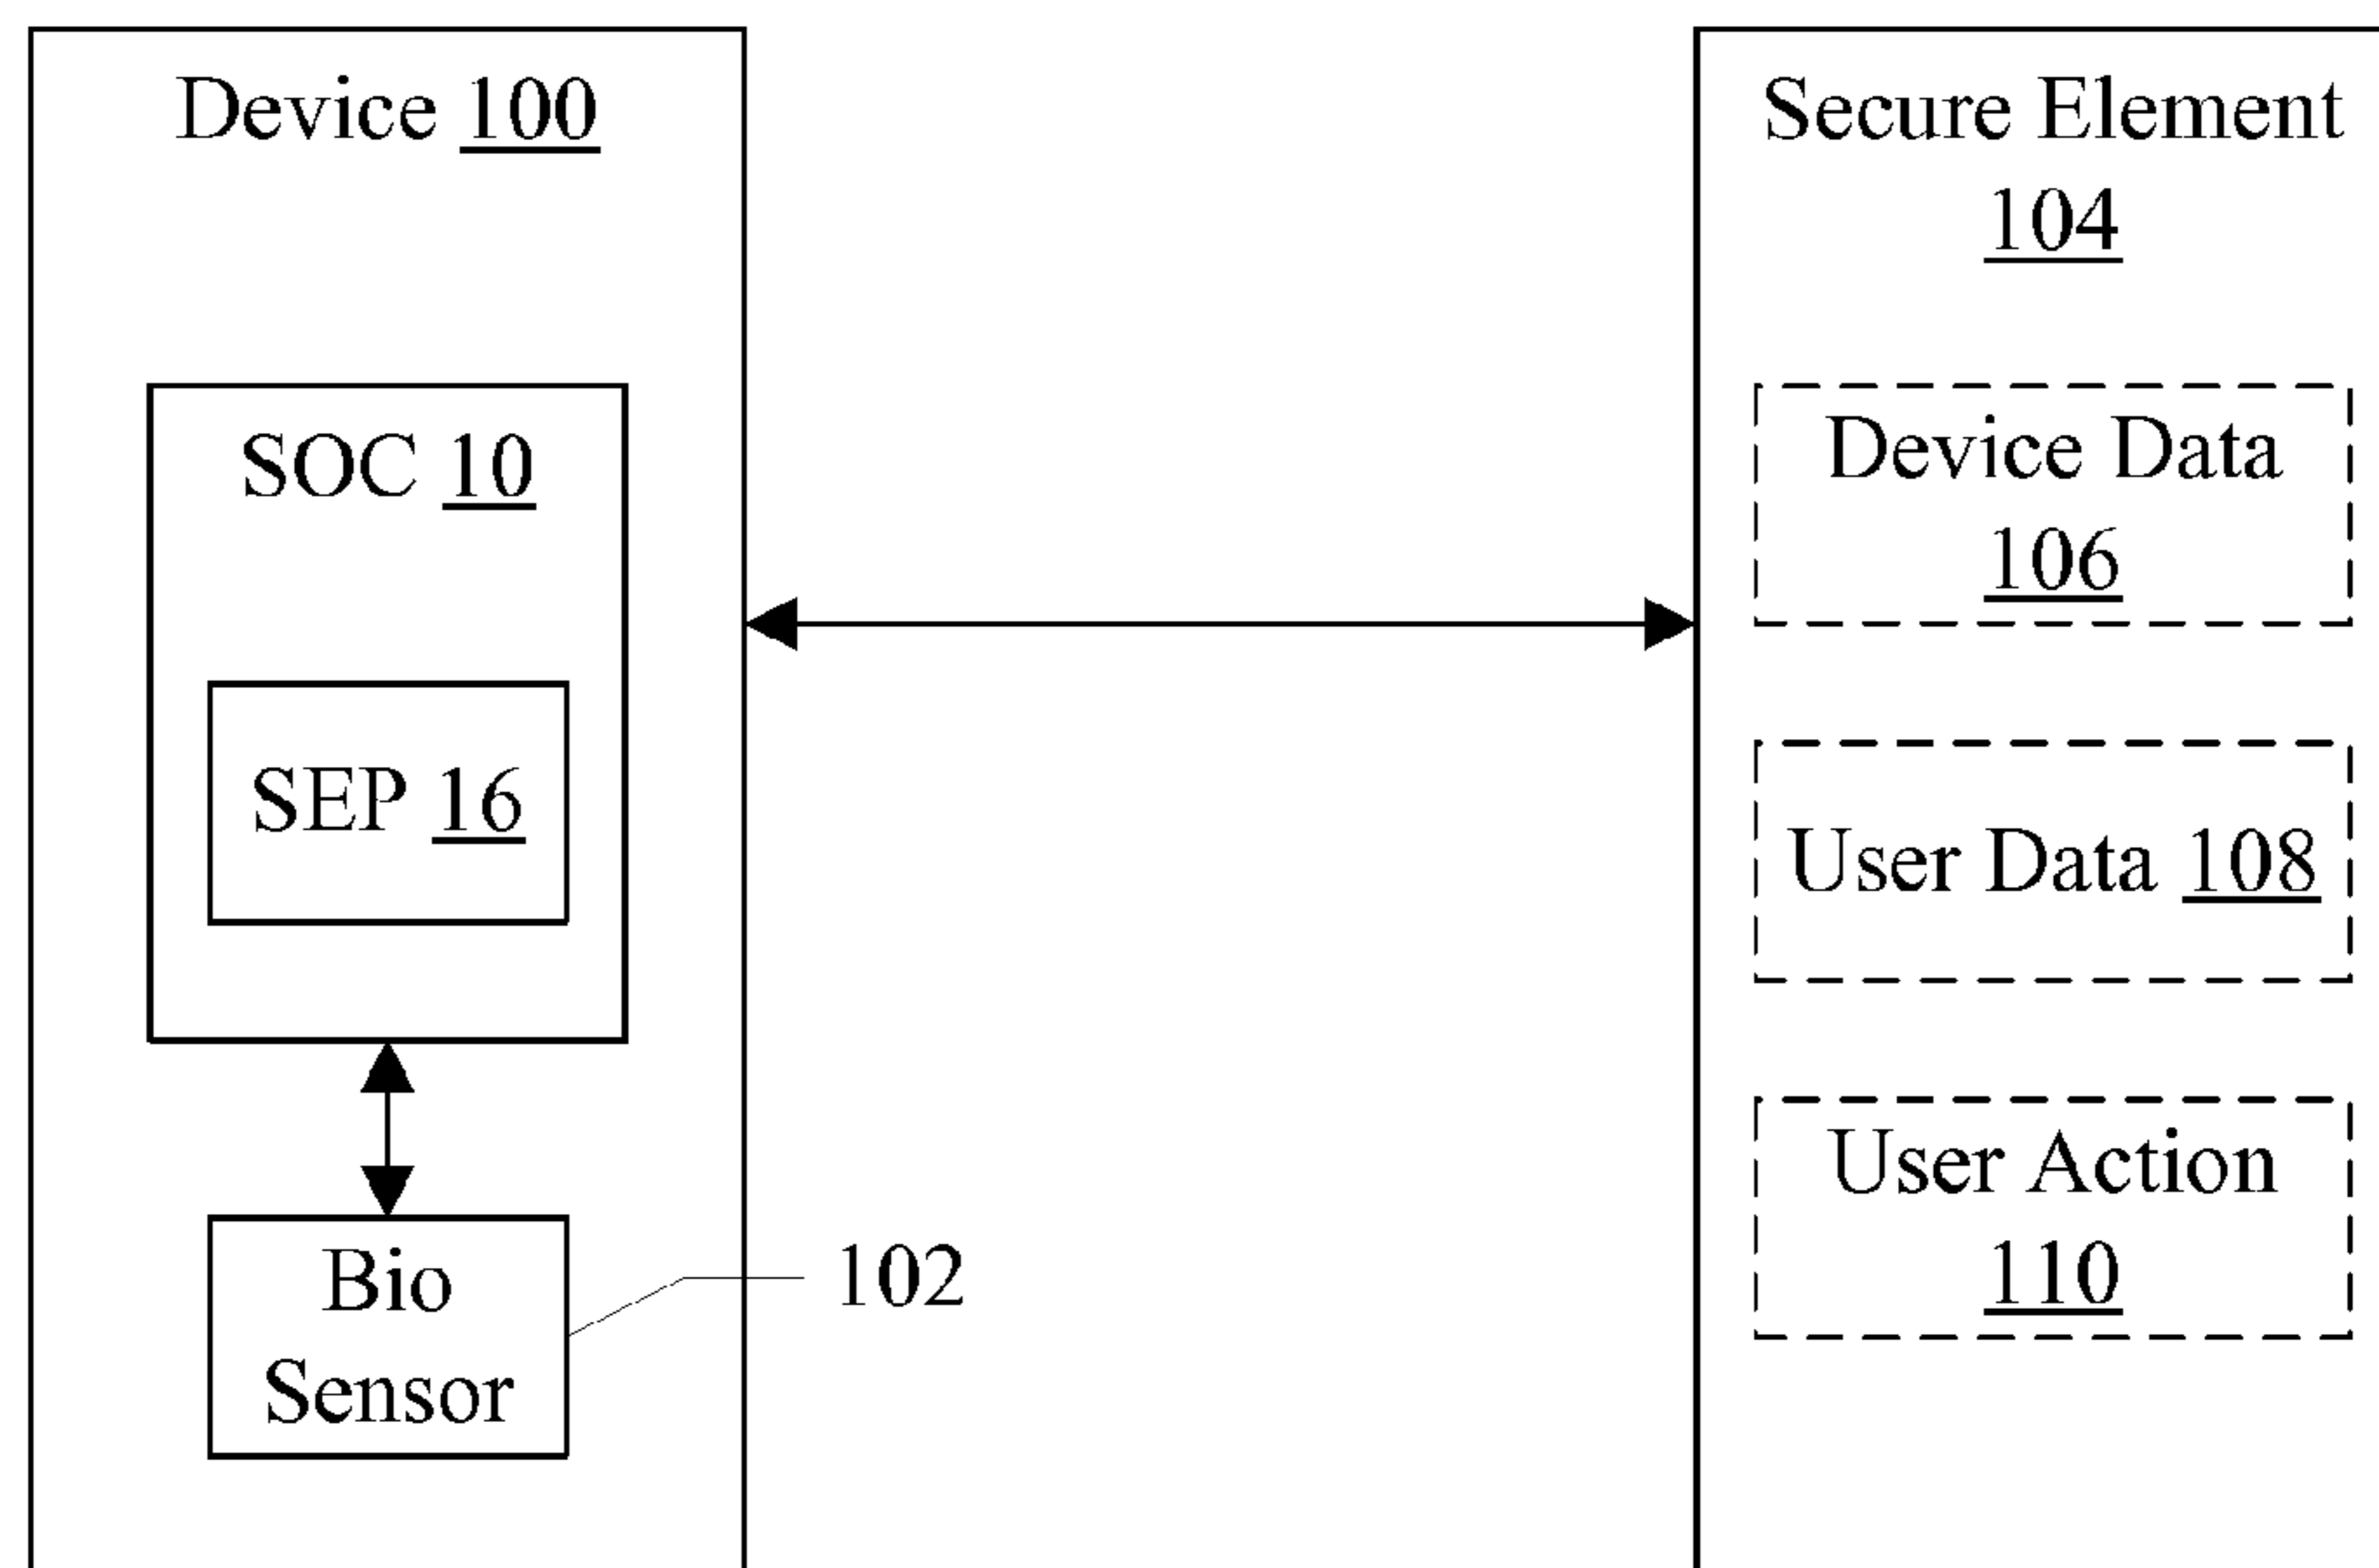 Device 100
SOC 10
SEP 16
Bio
Sensor
102
Secure Element
104
Device Data
106
User Data 108
User Action
110